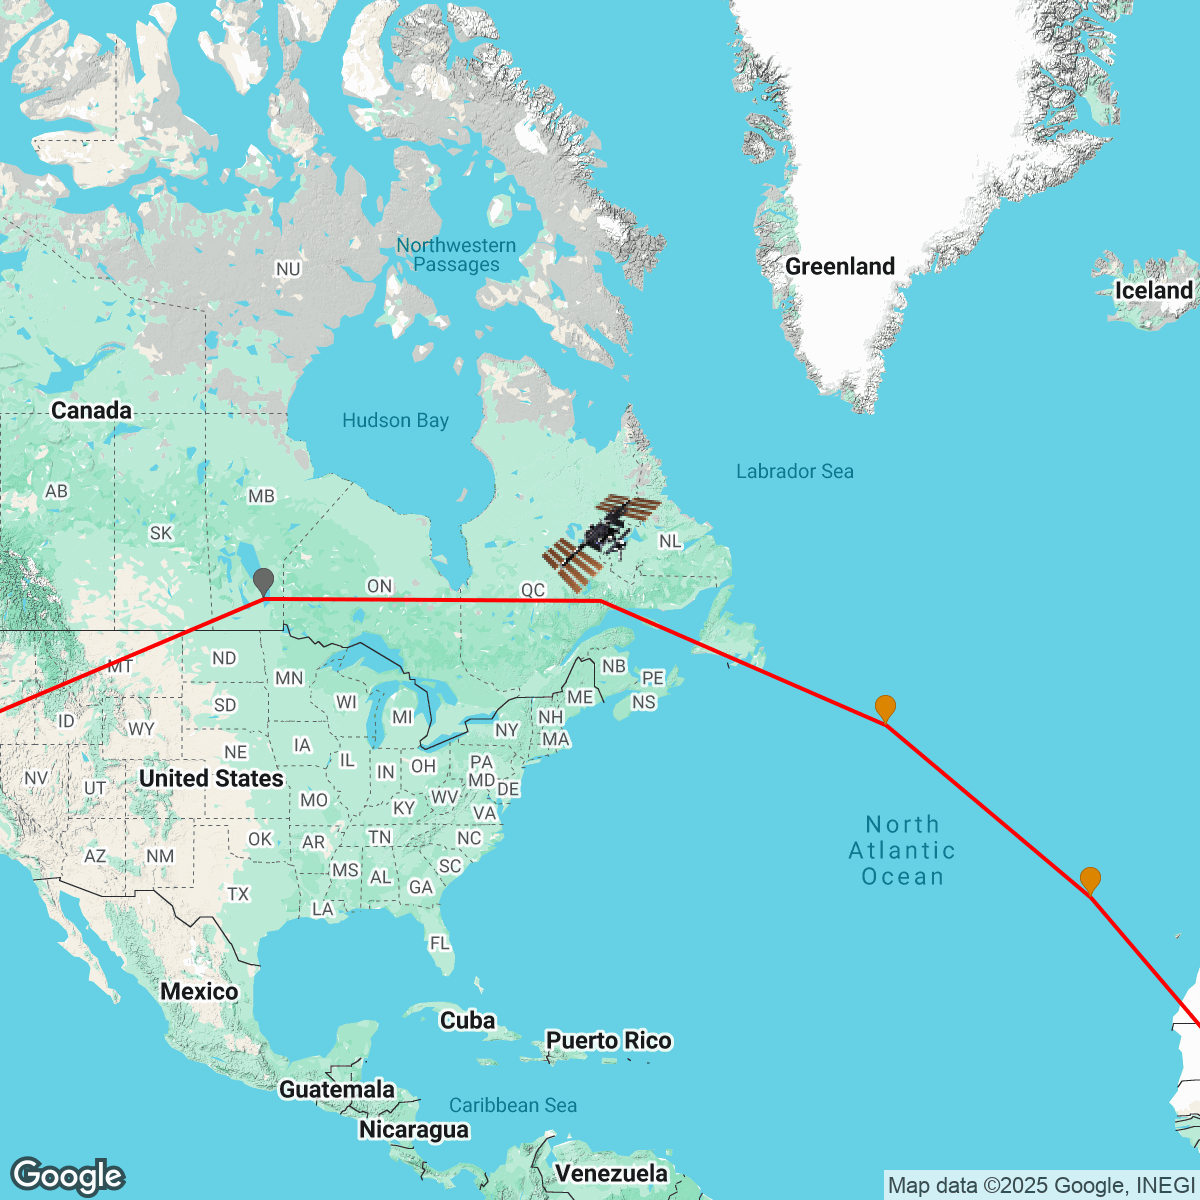 NU
Northwestern
Passages
Greenland
Iceland
Canada
Hudson Bay
Labrador Sea
AB
MB
SK
NL
ON
QC
MT
ND
NB
PE
MN
ME
NS
ID
SD
WI
MI
NH
WY
NY
MA
NE
IA
IL
IN
OH
PA
NV
United States
MD
UT
DE
MO
KY
WV
VA
North
Atlantic
Ocean
OK
AR
TN
NC
AZ
NM
MS
AL
SC
GA
TX
LA
FL
Mexico
Cuba
Puerto Rico
Guatemala
Caribbean Sea
Nicaragua
Venezuela
Google
Map data ©2025 Google, INEGI